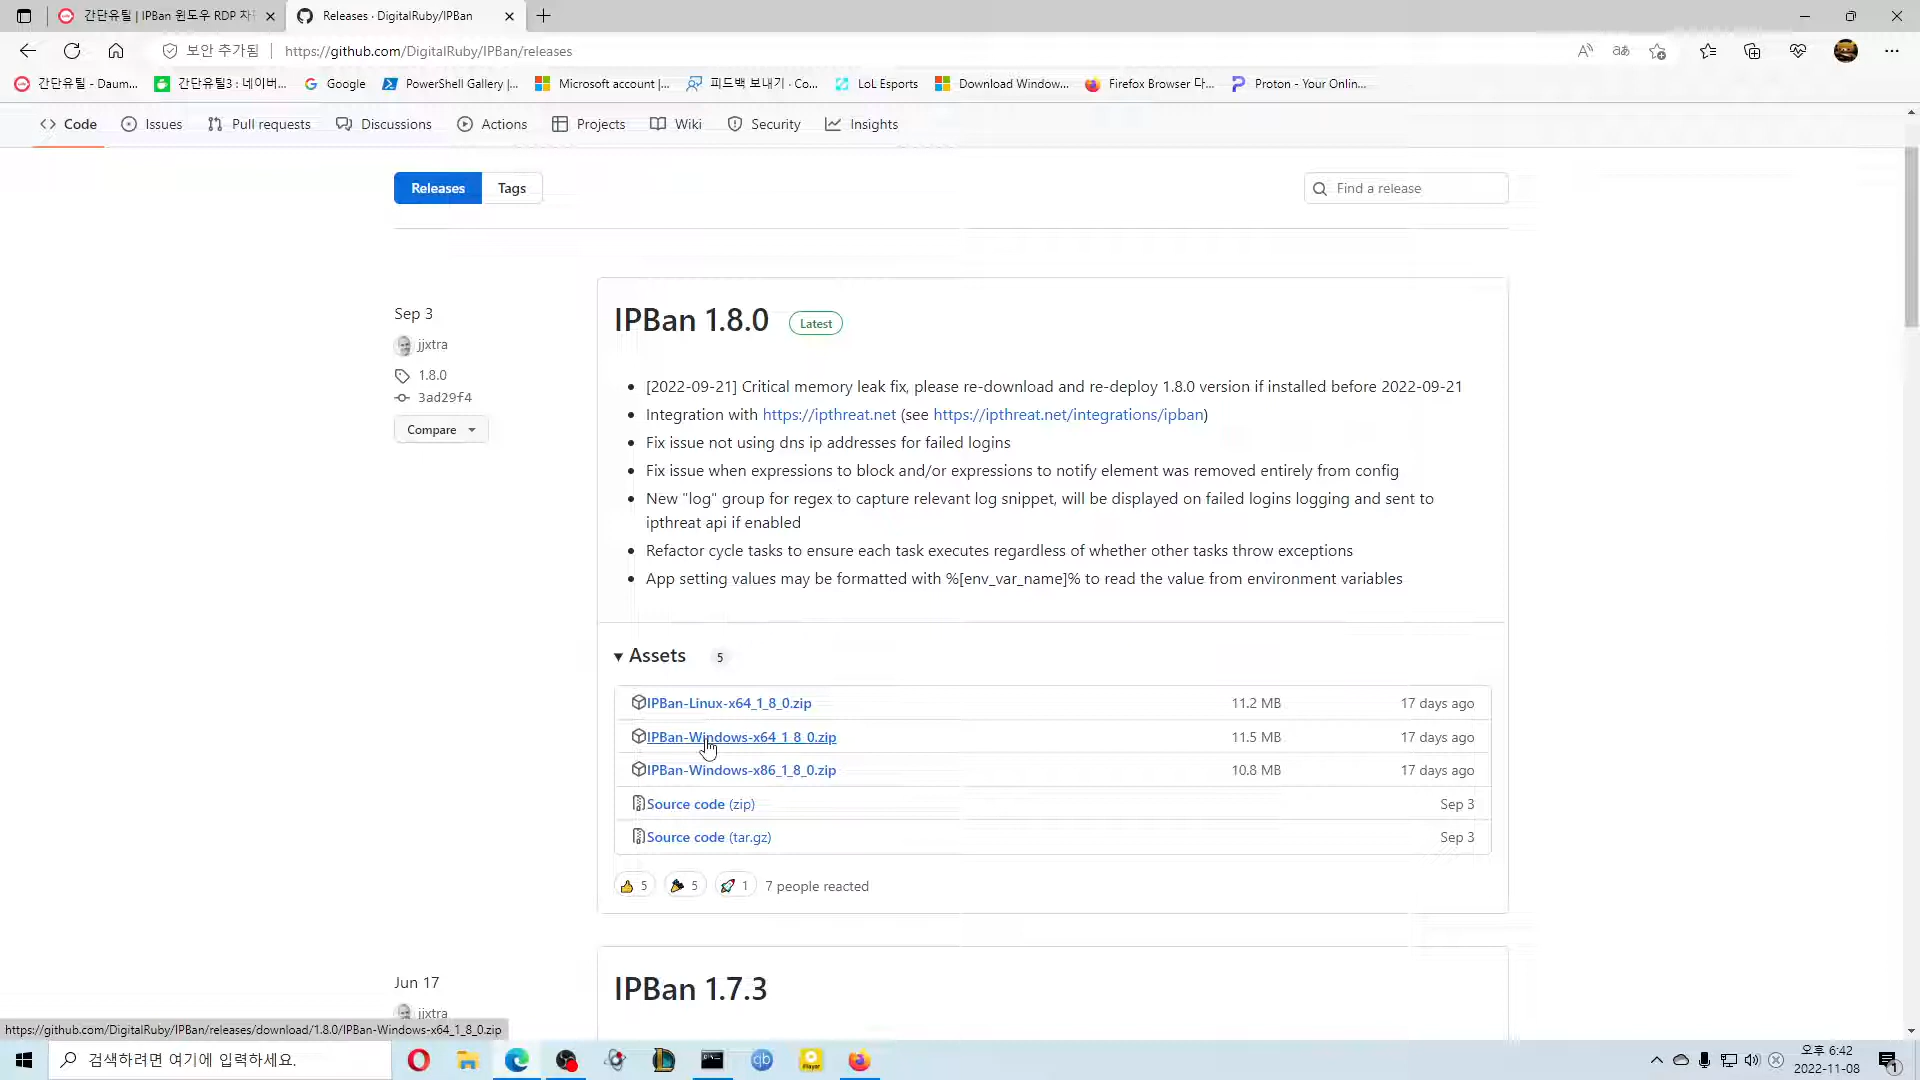 간단유틸 | IPBan 윈도우 RDP 자
Releases · DigitalRuby/IPBan
보안 추가됨
https://github.com/DigitalRuby/IPBan/releases
간단유틸 - Daum...
간단유틸3 : 네이버...
Google
PowerShell Gallery |...
Microsoft account |...
피드백 보내기 · Co...
LoL Esports
Download Window...
Firefox Browser 다...
Proton - Your Onlin...
Code
Issues
Pull requests
Discussions
Actions
Projects
Wiki
Security
Insights
Releases
Tags
Find a release
Sep 3
jjxtra
1.8.0
3ad29f4
Compare
IPBan 1.8.0
Latest
• [2022-09-21] Critical memory leak fix, please re-download and re-deploy 1.8.0 version if installed before 2022-09-21
• Integration with https://ipthreat.net (see https://ipthreat.net/integrations/ipban)
• Fix issue not using dns ip addresses for failed logins
• Fix issue when expressions to block and/or expressions to notify element was removed entirely from config
• New "log" group for regex to capture relevant log snippet, will be displayed on failed logins logging and sent to
ipthreat api if enabled
• Refactor cycle tasks to ensure each task executes regardless of whether other tasks throw exceptions
• App setting values may be formatted with %[env_var_name]% to read the value from environment variables
Assets 5
IPBan-Linux-x64_1_8_0.zip 11.2 MB 17 days ago
IPBan-Windows-x64_1_8_0.zip 11.5 MB 17 days ago
IPBan-Windows-x86_1_8_0.zip 10.8 MB 17 days ago
Source code (zip) Sep 3
Source code (tar.gz) Sep 3
5 5 1 7 people reacted
Jun 17
jjxtra
IPBan 1.7.3
https://github.com/DigitalRuby/IPBan/releases/download/1.8.0/IPBan-Windows-x64_1_8_0.zip
검색하려면 여기에 입력하세요.
qb
Player
오후 6:42
2022-11-08
1